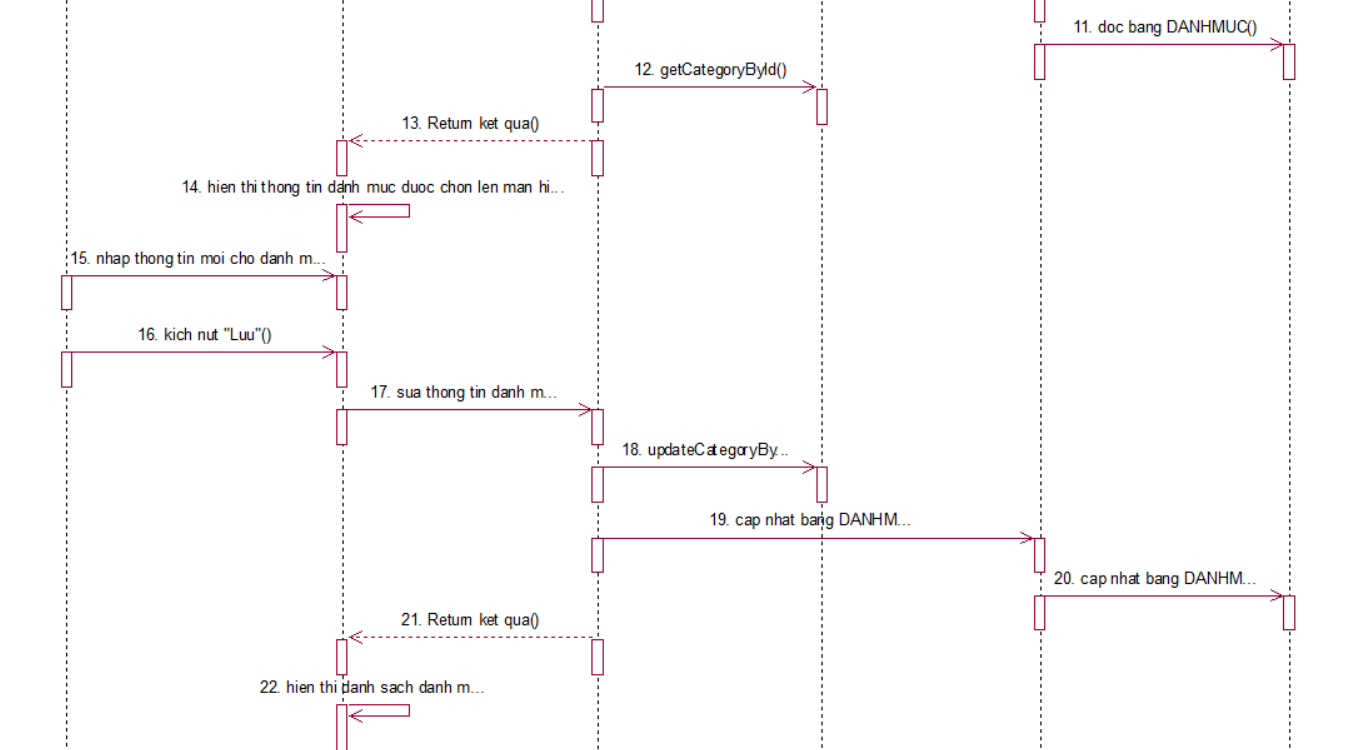 11. doc bang DANHMUC()
12. getCategoryById()
13. Return ket qua()
14. hien thi thong tin danh muc duoc chon len man hi...
15. nhap thong tin moi cho danh m...
16. kich nut "Luu"()
17. sua thong tin danh m...
18. updateCategoryBy...
19. cap nhat bang DANHM...
20. cap nhat bang DANHM...
21. Return ket qua()
22. hien thi danh sach danh m...